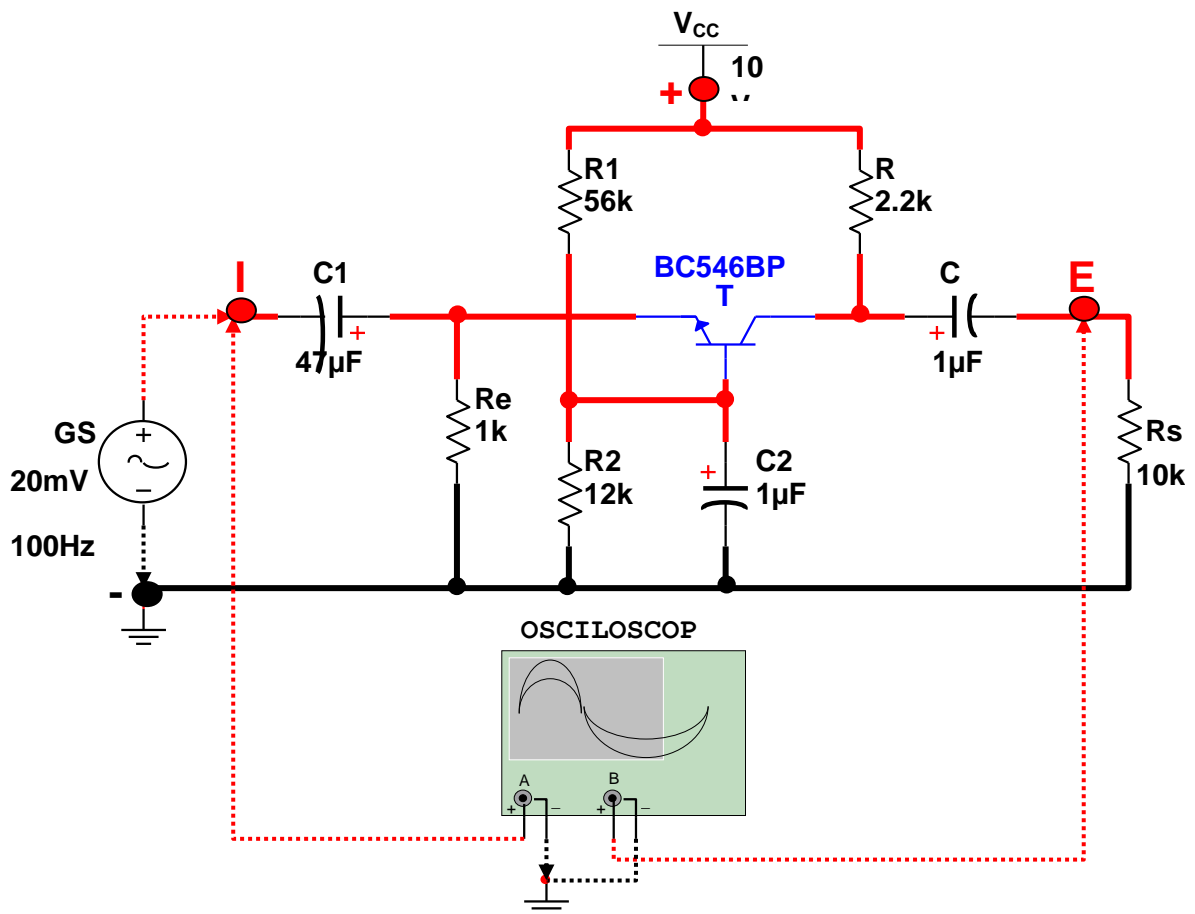 VCC
10
+
R1
56k
R
2.2k
BC546BP
T
I
C1
+
47µF
C
+
1µF
E
Re
1k
GS
+
−
20mV
100Hz
R2
12k
+
C2
1µF
Rs
10k
-
OSCILOSCOP
A
B
+ −
+ −